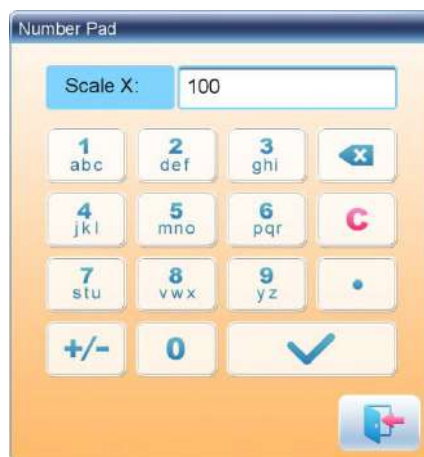 Number Pad
Scale X: 100
1 2 3
abc def ghi
4 5 6 C
jkl mno pqr
7 8 9 .
stu vwx yz
+/- 0